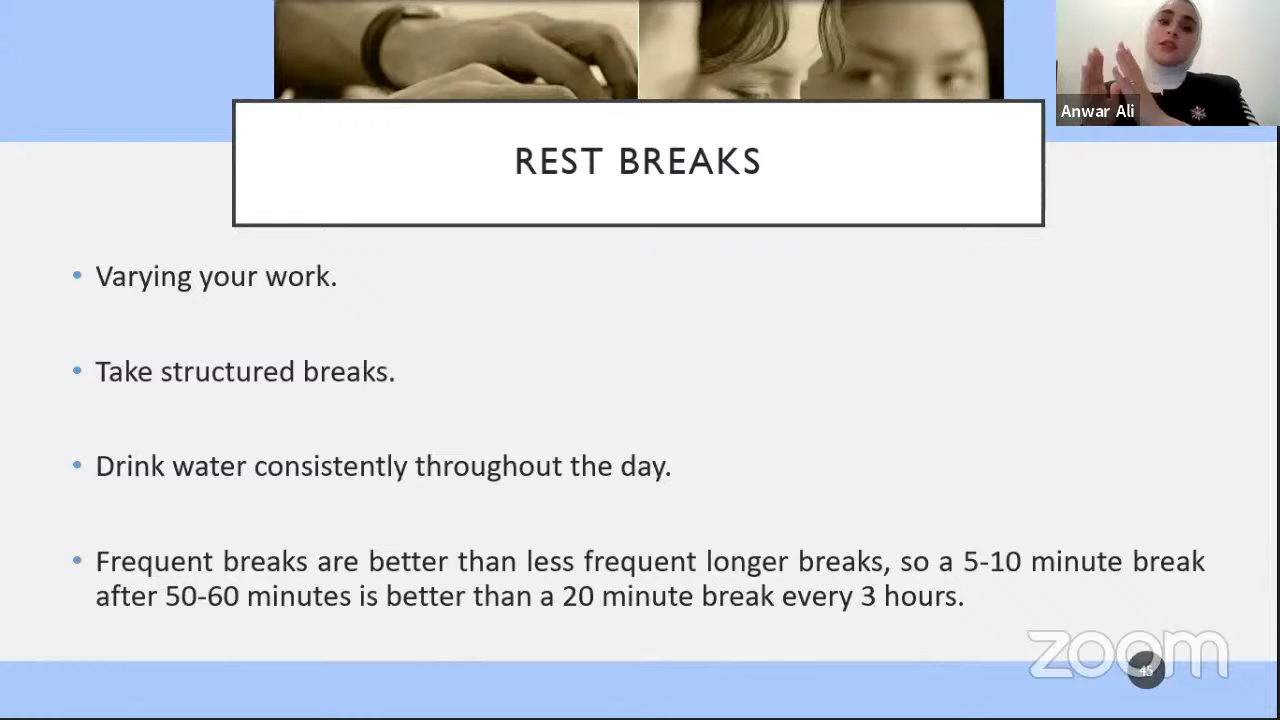 Anwar Ali
REST BREAKS
• Varying your work.
• Take structured breaks.
• Drink water consistently throughout the day.
• Frequent breaks are better than less frequent longer breaks, so a 5-10 minute break
after 50-60 minutes is better than a 20 minute break every 3 hours.
zoom
45